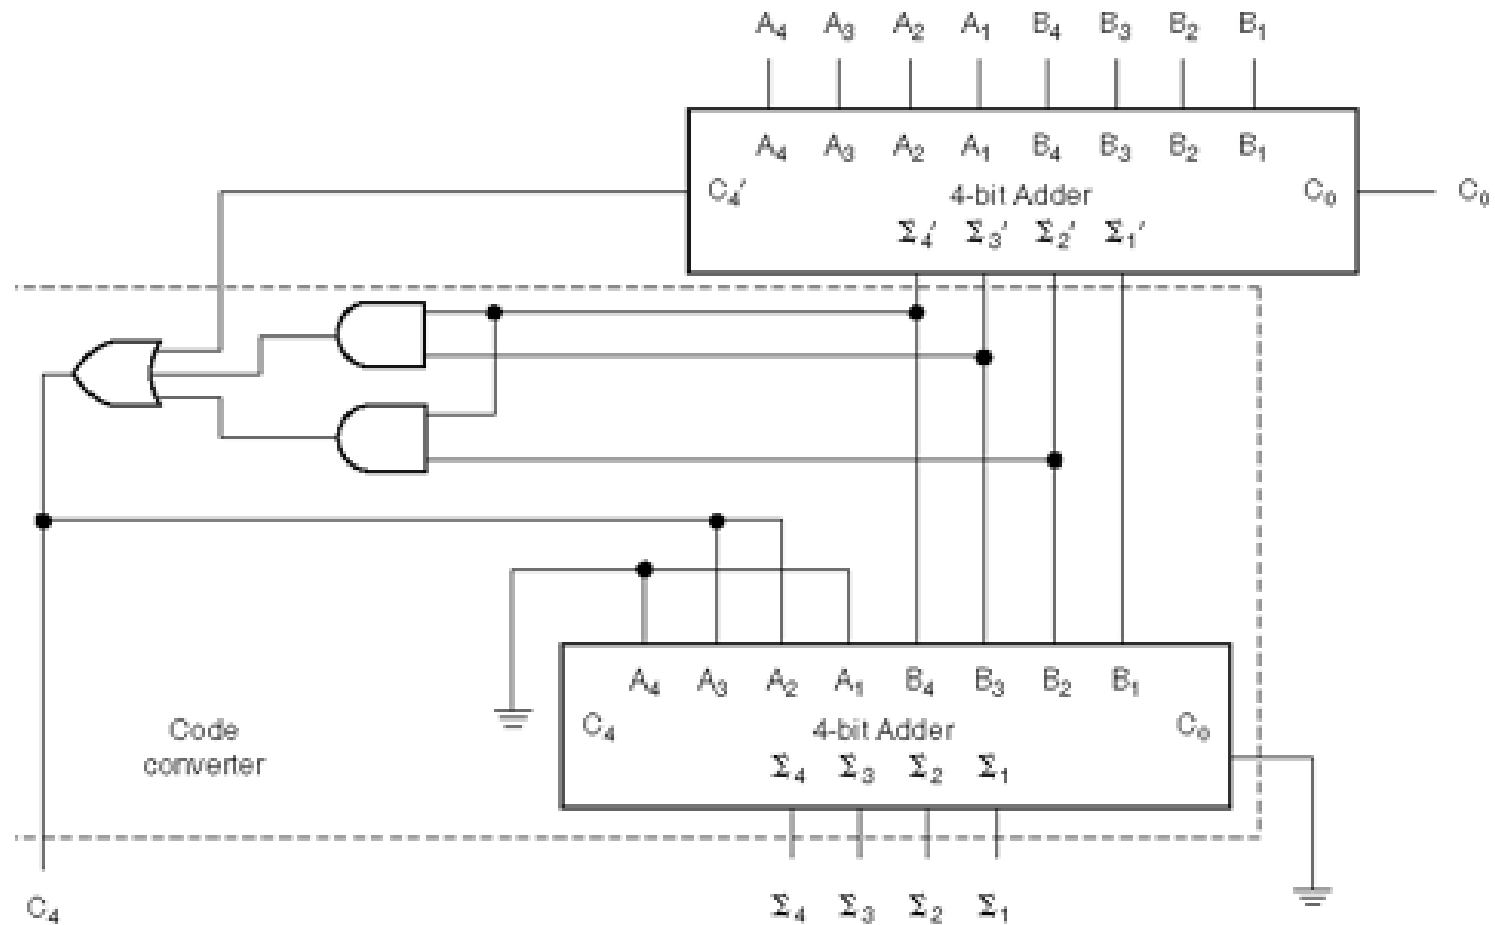 A₄ A₃ A₂ A₁ B₄ B₃ B₂ B₁
A₄ A₃ A₂ A₁ B₄ B₃ B₂ B₁
C₄′ 4-bit Adder C₀ C₀
Σ₄′ Σ₃′ Σ₂′ Σ₁′
A₄ A₃ A₂ A₁ B₄ B₃ B₂ B₁
C₄ 4-bit Adder C₀
Σ₄ Σ₃ Σ₂ Σ₁
Code
converter
C₄ Σ₄ Σ₃ Σ₂ Σ₁